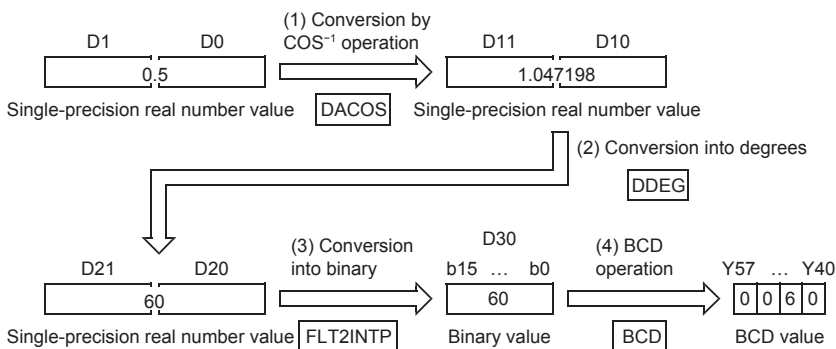 (1) Conversion by
COS⁻¹ operation
D1 D0
D11 D10
0.5
1.047198
Single-precision real number value
DACOS
Single-precision real number value
(2) Conversion into degrees
DDEG
D21 D20
(3) Conversion
into binary
D30
b15 … b0
(4) BCD
operation
Y57 … Y40
60
60
0 0 6 0
Single-precision real number value
FLT2INTP
Binary value
BCD
BCD value